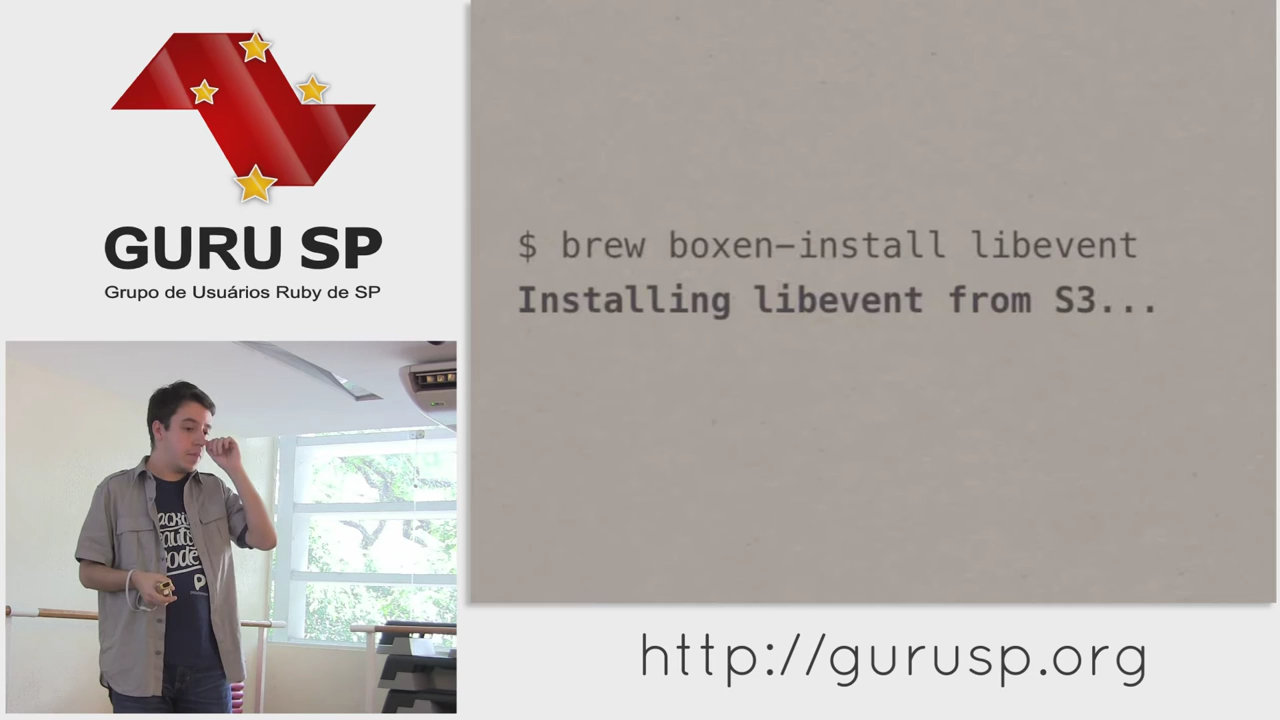 GURU SP
Grupo de Usuários Ruby de SP
$ brew boxen-install libevent
Installing libevent from S3...
http://gurusp.org